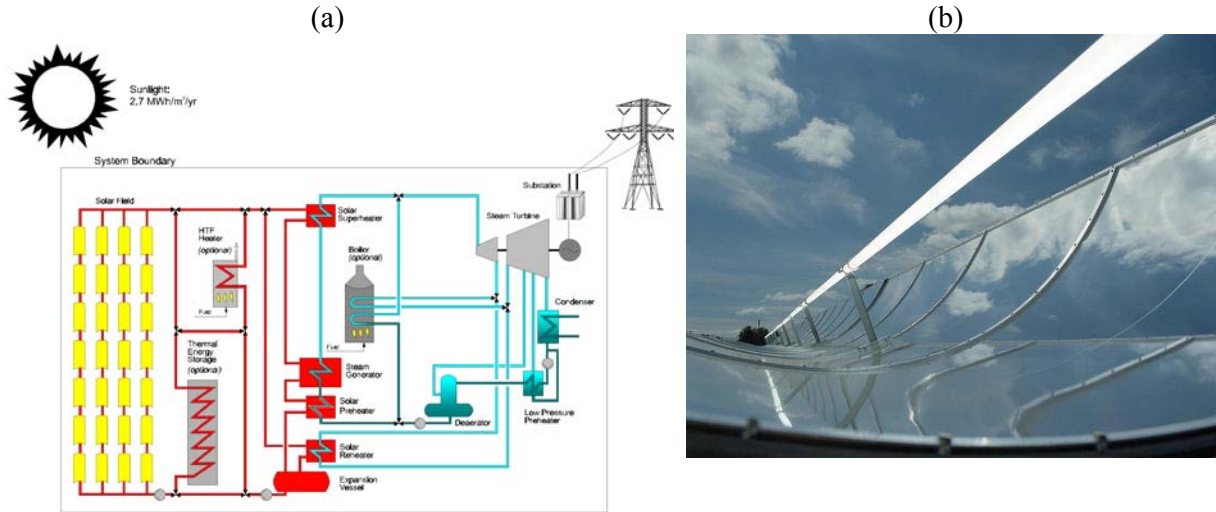 (a)
(b)
Sunlight:
2.7 MWh/m²/yr
System Boundary
Substation
Solar Field
Solar
Superheater
Steam Turbine
HTF
Heater
(optional)
Boiler
(optional)
Condenser
Fuel
Thermal
Energy
Storage
(optional)
Fuel
Steam
Generator
Solar
Preheater
Deaerator
Low Pressure
Preheater
Solar
Reheater
Expansion
Vessel